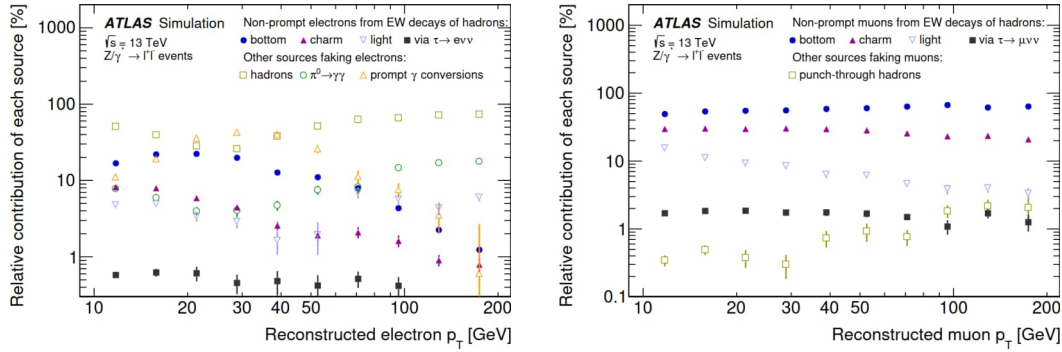 ATLAS Simulation
√s = 13 TeV
Z/γ* → l⁺l⁻ events
Non-prompt electrons from EW decays of hadrons:
bottom charm light via τ→ eνν
Other sources faking electrons:
hadrons π⁰→γγ prompt γ conversions
Relative contribution of each source [%]
1000
100
10
1
10 20 30 40 100 200
Reconstructed electron p_T [GeV]
ATLAS Simulation
√s = 13 TeV
Z/γ* → l⁺l⁻ events
Non-prompt muons from EW decays of hadrons:
bottom charm light via τ→ μνν
Other sources faking muons:
punch-through hadrons
Relative contribution of each source [%]
1000
100
10
1
0.1
10 20 30 40 100 200
Reconstructed muon p_T [GeV]